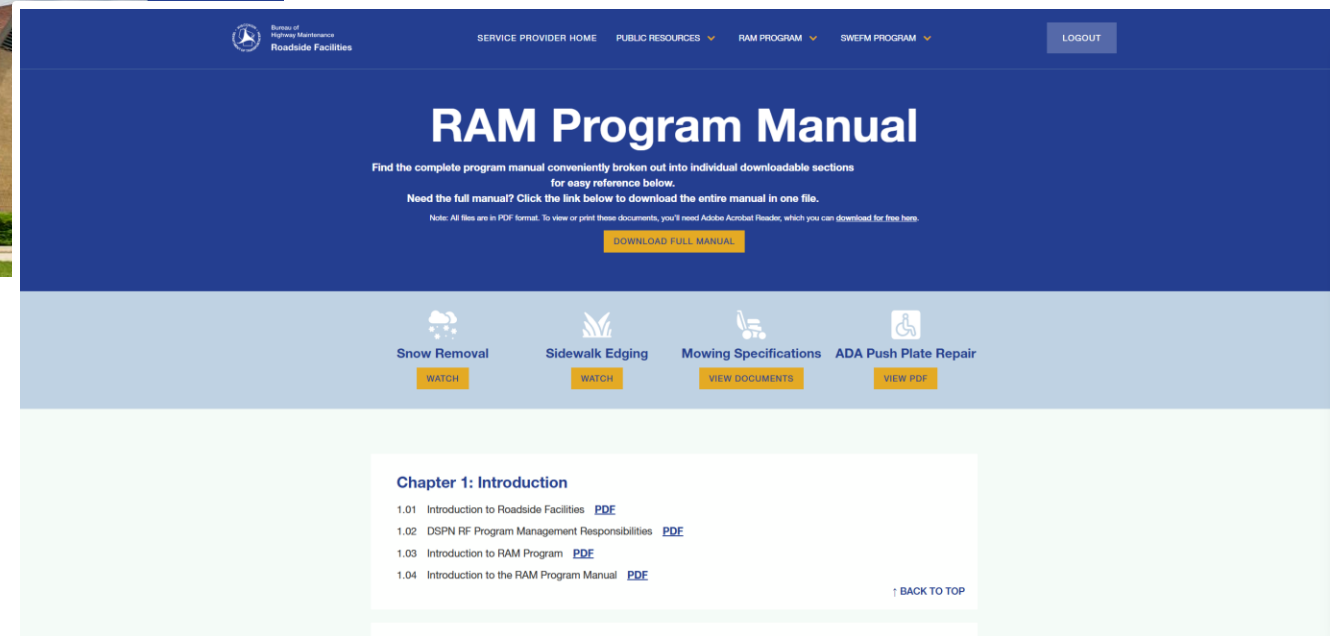 Bureau of
Highway Maintenance
Roadside Facilities
SERVICE PROVIDER HOME PUBLIC RESOURCES RAM PROGRAM SWEFM PROGRAM LOGOUT
RAM Program Manual
Find the complete program manual conveniently broken out into individual downloadable sections
for easy reference below.
Need the full manual? Click the link below to download the entire manual in one file.
Note: All files are in PDF format. To view or print these documents, you'll need Adobe Acrobat Reader, which you can download for free here.
DOWNLOAD FULL MANUAL
Snow Removal Sidewalk Edging Mowing Specifications ADA Push Plate Repair
WATCH WATCH VIEW DOCUMENTS VIEW PDF
Chapter 1: Introduction
1.01 Introduction to Roadside Facilities PDF
1.02 DSPN RF Program Management Responsibilities PDF
1.03 Introduction to RAM Program PDF
1.04 Introduction to the RAM Program Manual PDF
↑ BACK TO TOP